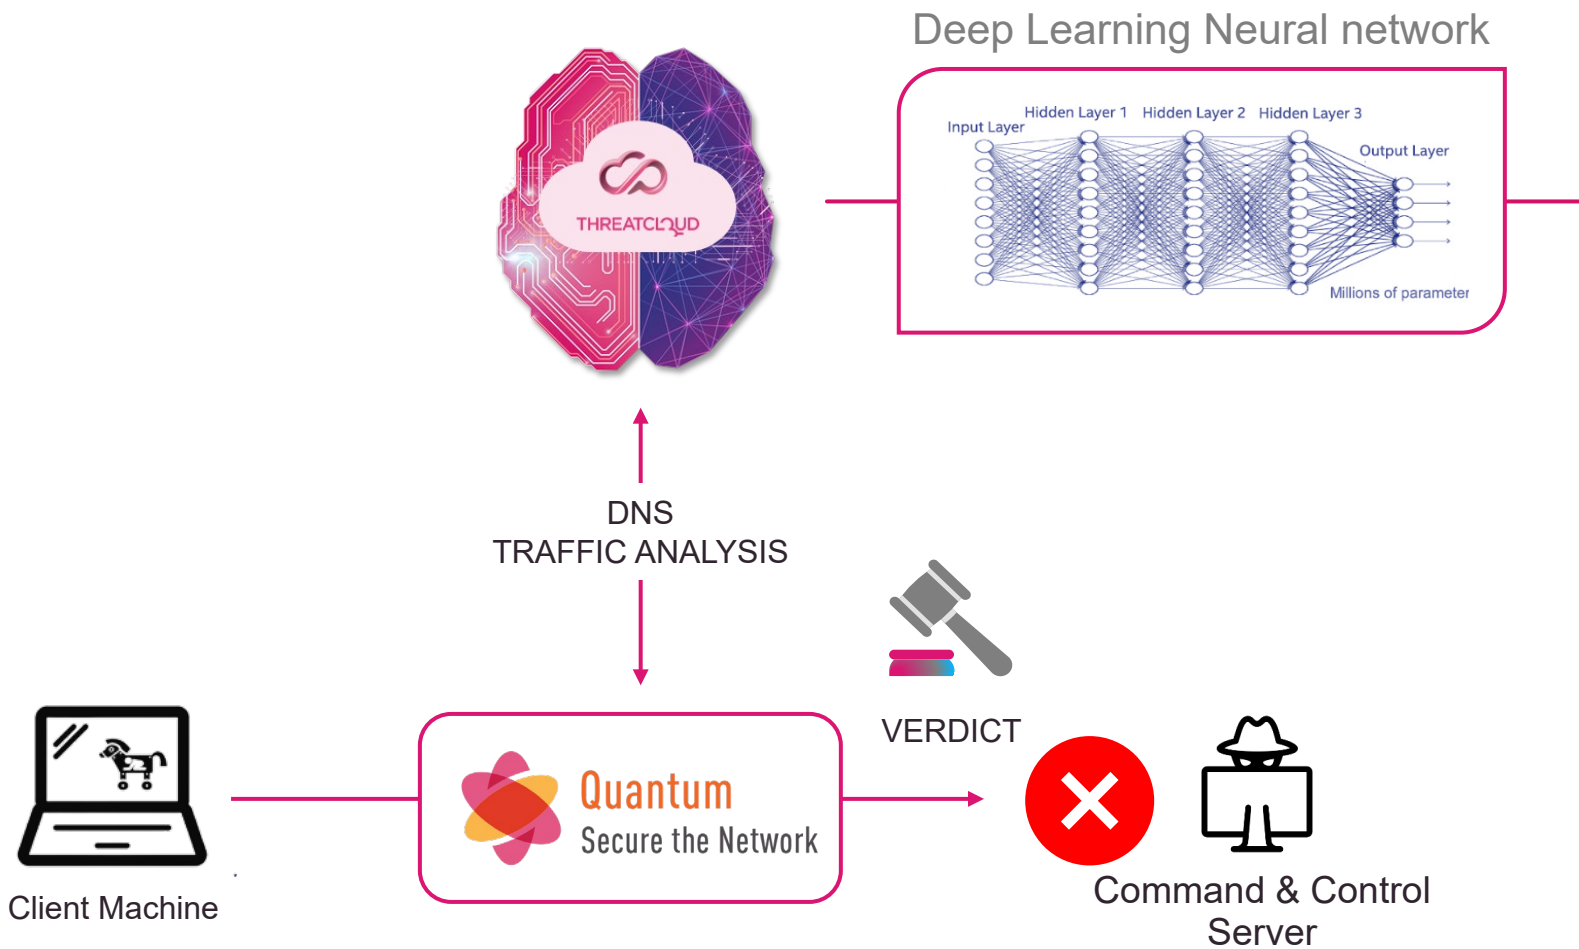 Deep Learning Neural network
Input Layer
Hidden Layer 1
Hidden Layer 2
Hidden Layer 3
Output Layer
Millions of parameter
THREATCLOUD
DNS
TRAFFIC ANALYSIS
VERDICT
Quantum
Secure the Network
Client Machine
Command & Control
Server